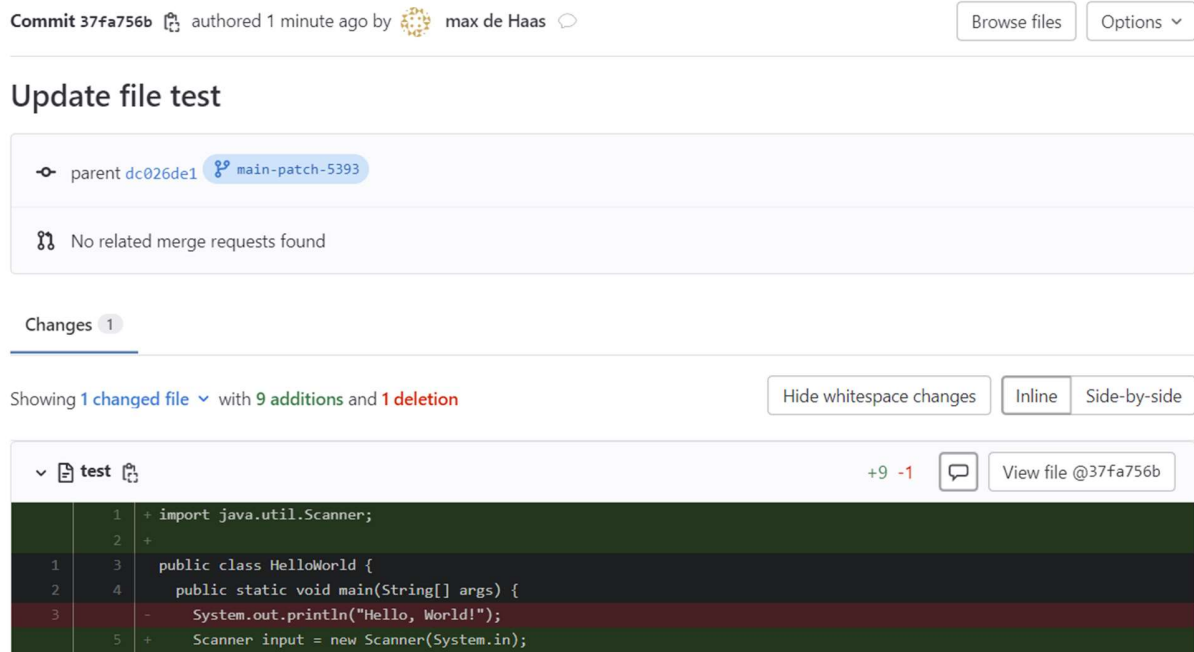 Commit 37fa756b authored 1 minute ago by max de Haas Browse files Options
Update file test
parent dc026de1 main-patch-5393
No related merge requests found
Changes 1
Showing 1 changed file with 9 additions and 1 deletion Hide whitespace changes Inline Side-by-side
test +9 -1 View file @37fa756b
1 + import java.util.Scanner;
2 +
1 3 public class HelloWorld {
2 4 public static void main(String[] args) {
3 - System.out.println("Hello, World!");
5 + Scanner input = new Scanner(System.in);